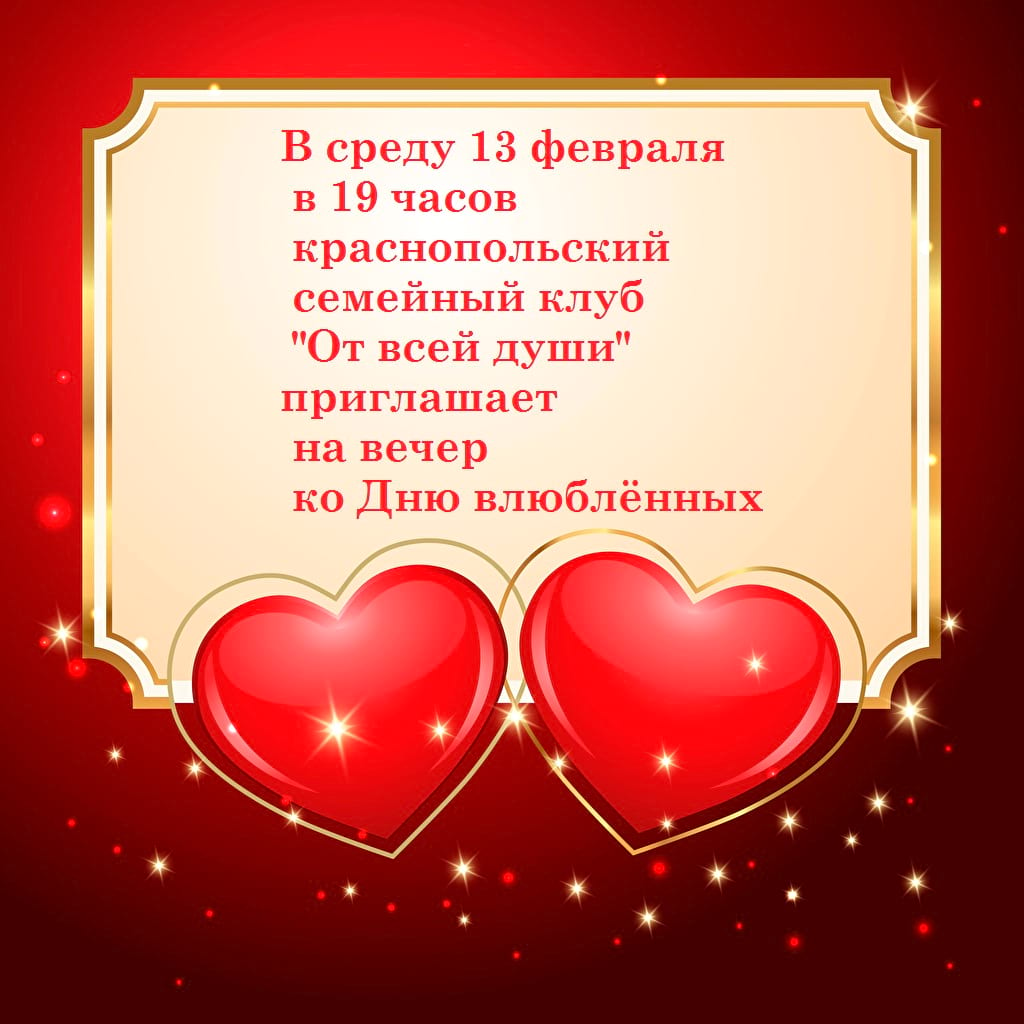 В среду 13 февраля
в 19 часов
краснопольский
семейный клуб
"От всей души"
приглашает
на вечер
ко Дню влюблённых